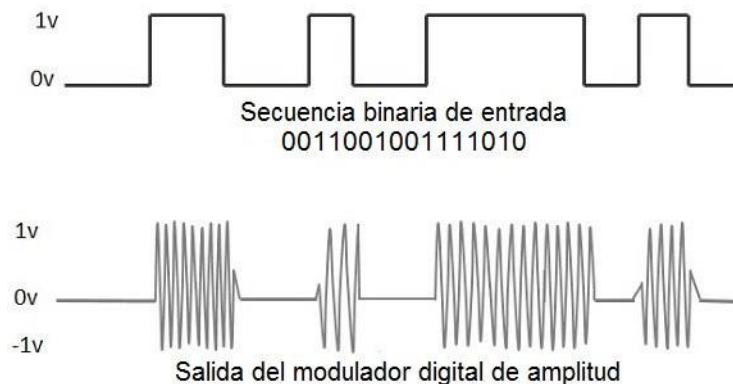 1v
0v
Secuencia binaria de entrada
0011001001111010
1v
0v
-1v
Salida del modulador digital de amplitud